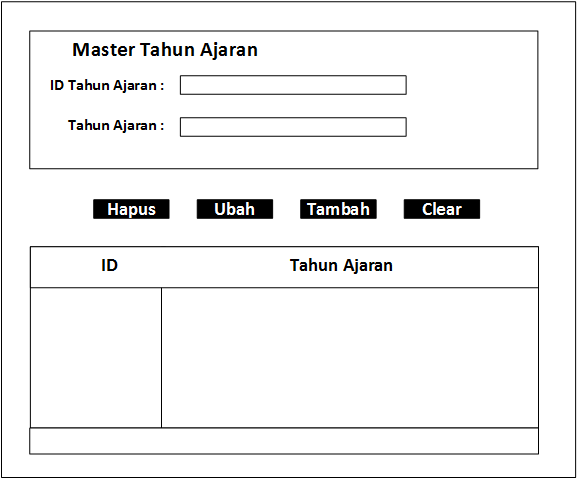 Master Tahun Ajaran
ID Tahun Ajaran :
Tahun Ajaran :
Hapus Ubah Tambah Clear
ID Tahun Ajaran